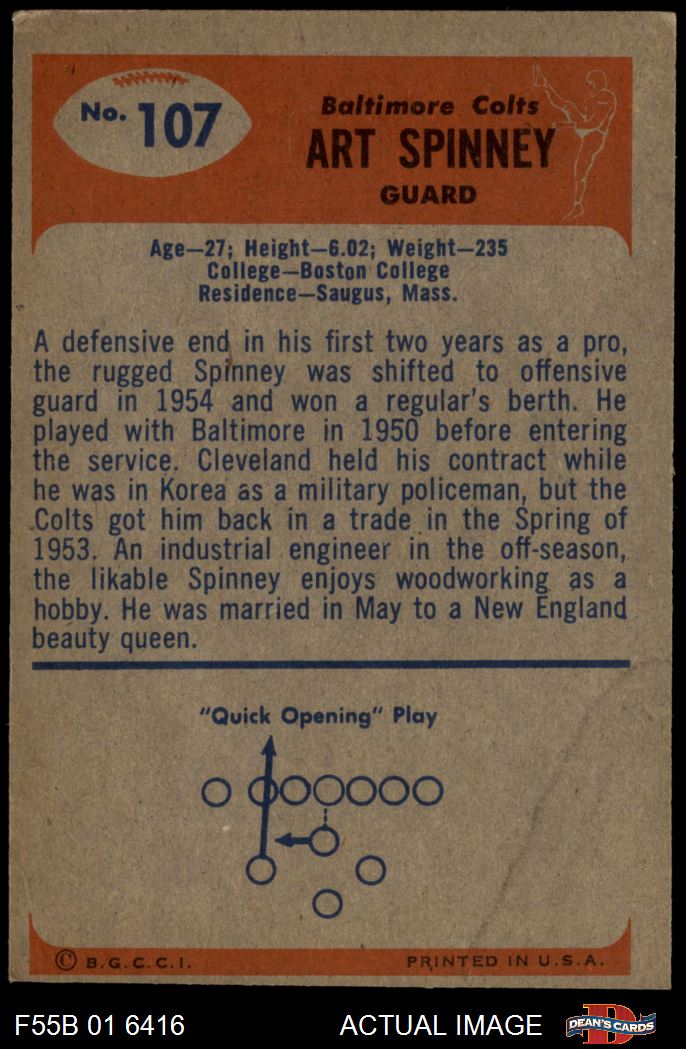 No. 107
Baltimore Colts
ART SPINNEY
GUARD
Age—27; Height—6.02; Weight—235
College—Boston College
Residence—Saugus, Mass.
A defensive end in his first two years as a pro,
the rugged Spinney was shifted to offensive
guard in 1954 and won a regular's berth. He
played with Baltimore in 1950 before entering
the service. Cleveland held his contract while
he was in Korea as a military policeman, but the
Colts got him back in a trade in the Spring of
1953. An industrial engineer in the off-season,
the likable Spinney enjoys woodworking as a
hobby. He was married in May to a New England
beauty queen.
"Quick Opening" Play
© B.G.C.C.I.
PRINTED IN U.S.A.
F55B 01 6416
ACTUAL IMAGE
D
DEAN'S CARDS